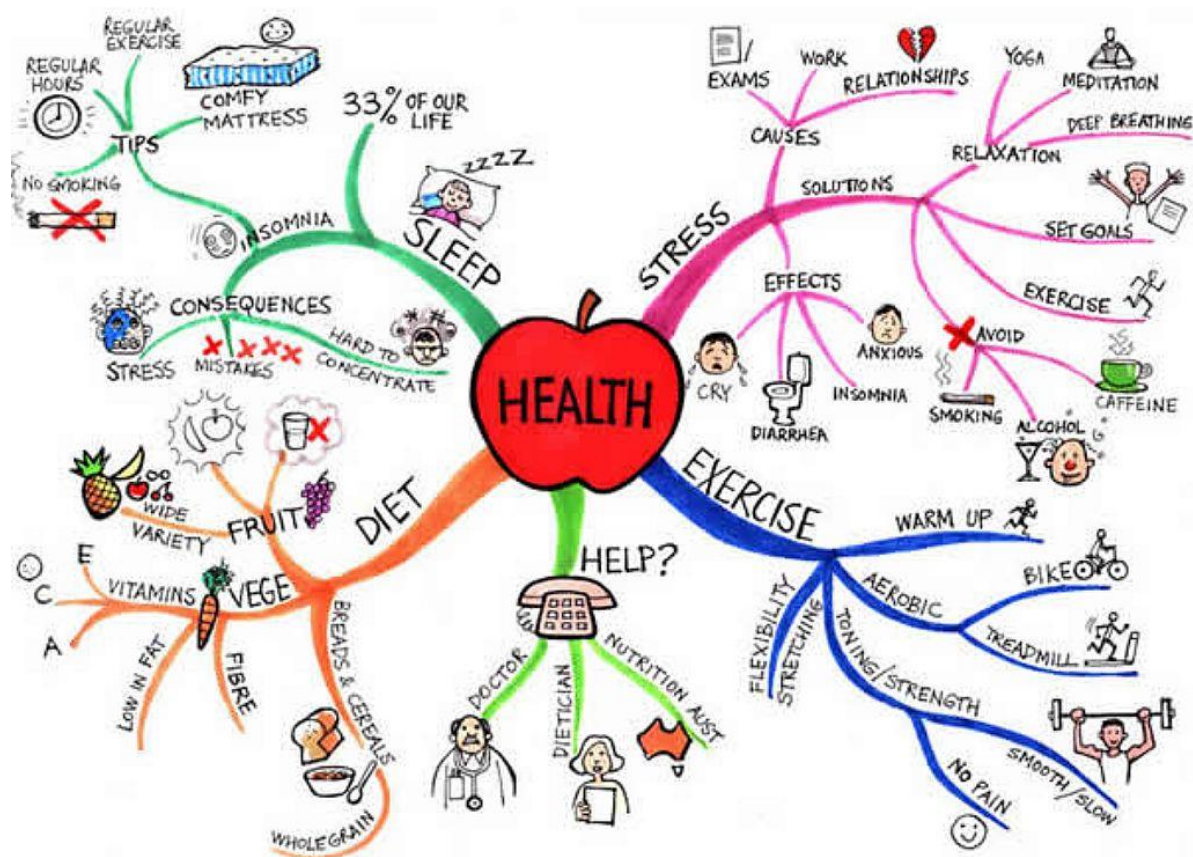 HEALTH
SLEEP
33% OF OUR
LIFE
ZZZZ
INSOMNIA
TIPS
REGULAR
HOURS
REGULAR
EXERCISE
COMFY
MATTRESS
NO SMOKING
CONSEQUENCES
STRESS
MISTAKES
HARD TO
CONCENTRATE
STRESS
CAUSES
EXAMS
WORK
RELATIONSHIPS
SOLUTIONS
RELAXATION
YOGA
MEDITATION
DEEP BREATHING
SET GOALS
EXERCISE
AVOID
SMOKING
ALCOHOL
CAFFEINE
EFFECTS
CRY
DIARRHEA
INSOMNIA
ANXIOUS
EXERCISE
WARM UP
AEROBIC
BIKE
TREADMILL
TONING/STRENGTH
SMOOTH/SLOW
NO PAIN
FLEXIBILITY
STRETCHING
HELP?
DOCTOR
DIETICIAN
NUTRITION AUST
DIET
FRUIT
WIDE
VARIETY
VEGE
VITAMINS
E
C
A
LOW IN FAT
FIBRE
BREADS & CEREALS
WHOLEGRAIN